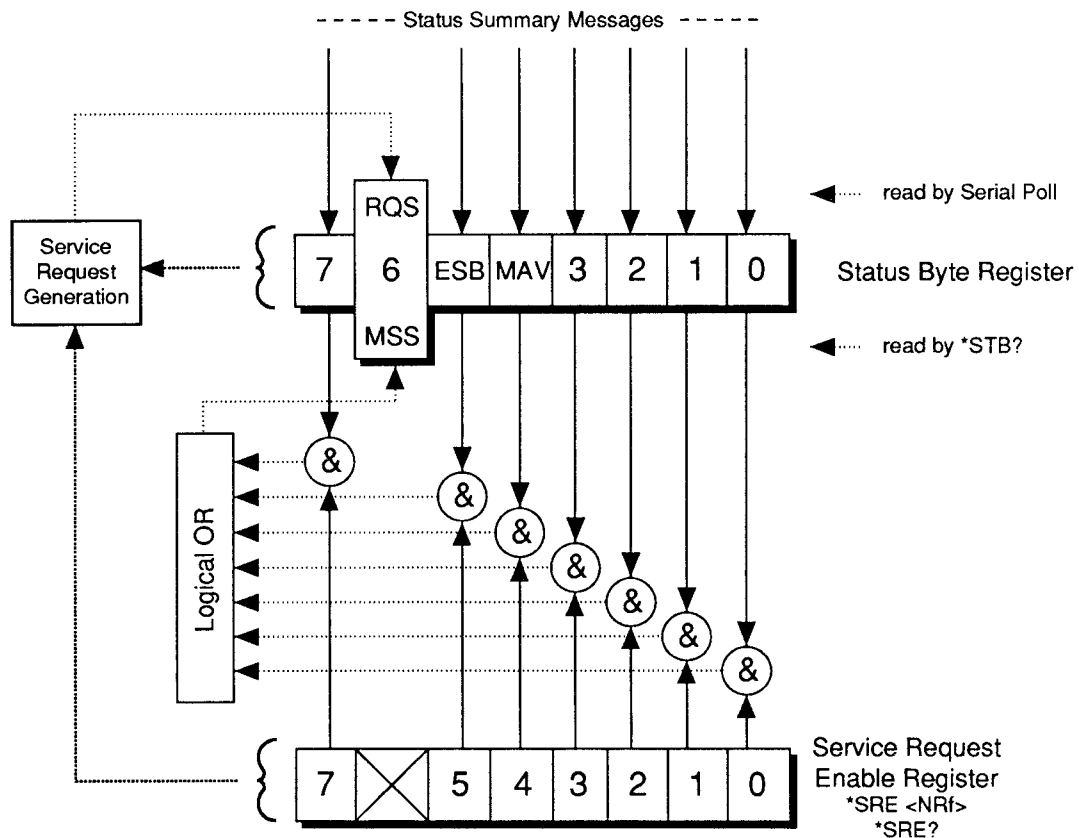 Status Summary Messages
read by Serial Poll
RQS
Service
Request
Generation
7 6 ESB MAV 3 2 1 0
Status Byte Register
MSS
read by *STB?
&
&
&
&
&
&
&
Logical OR
7 5 4 3 2 1 0
Service Request
Enable Register
*SRE <NRf>
*SRE?